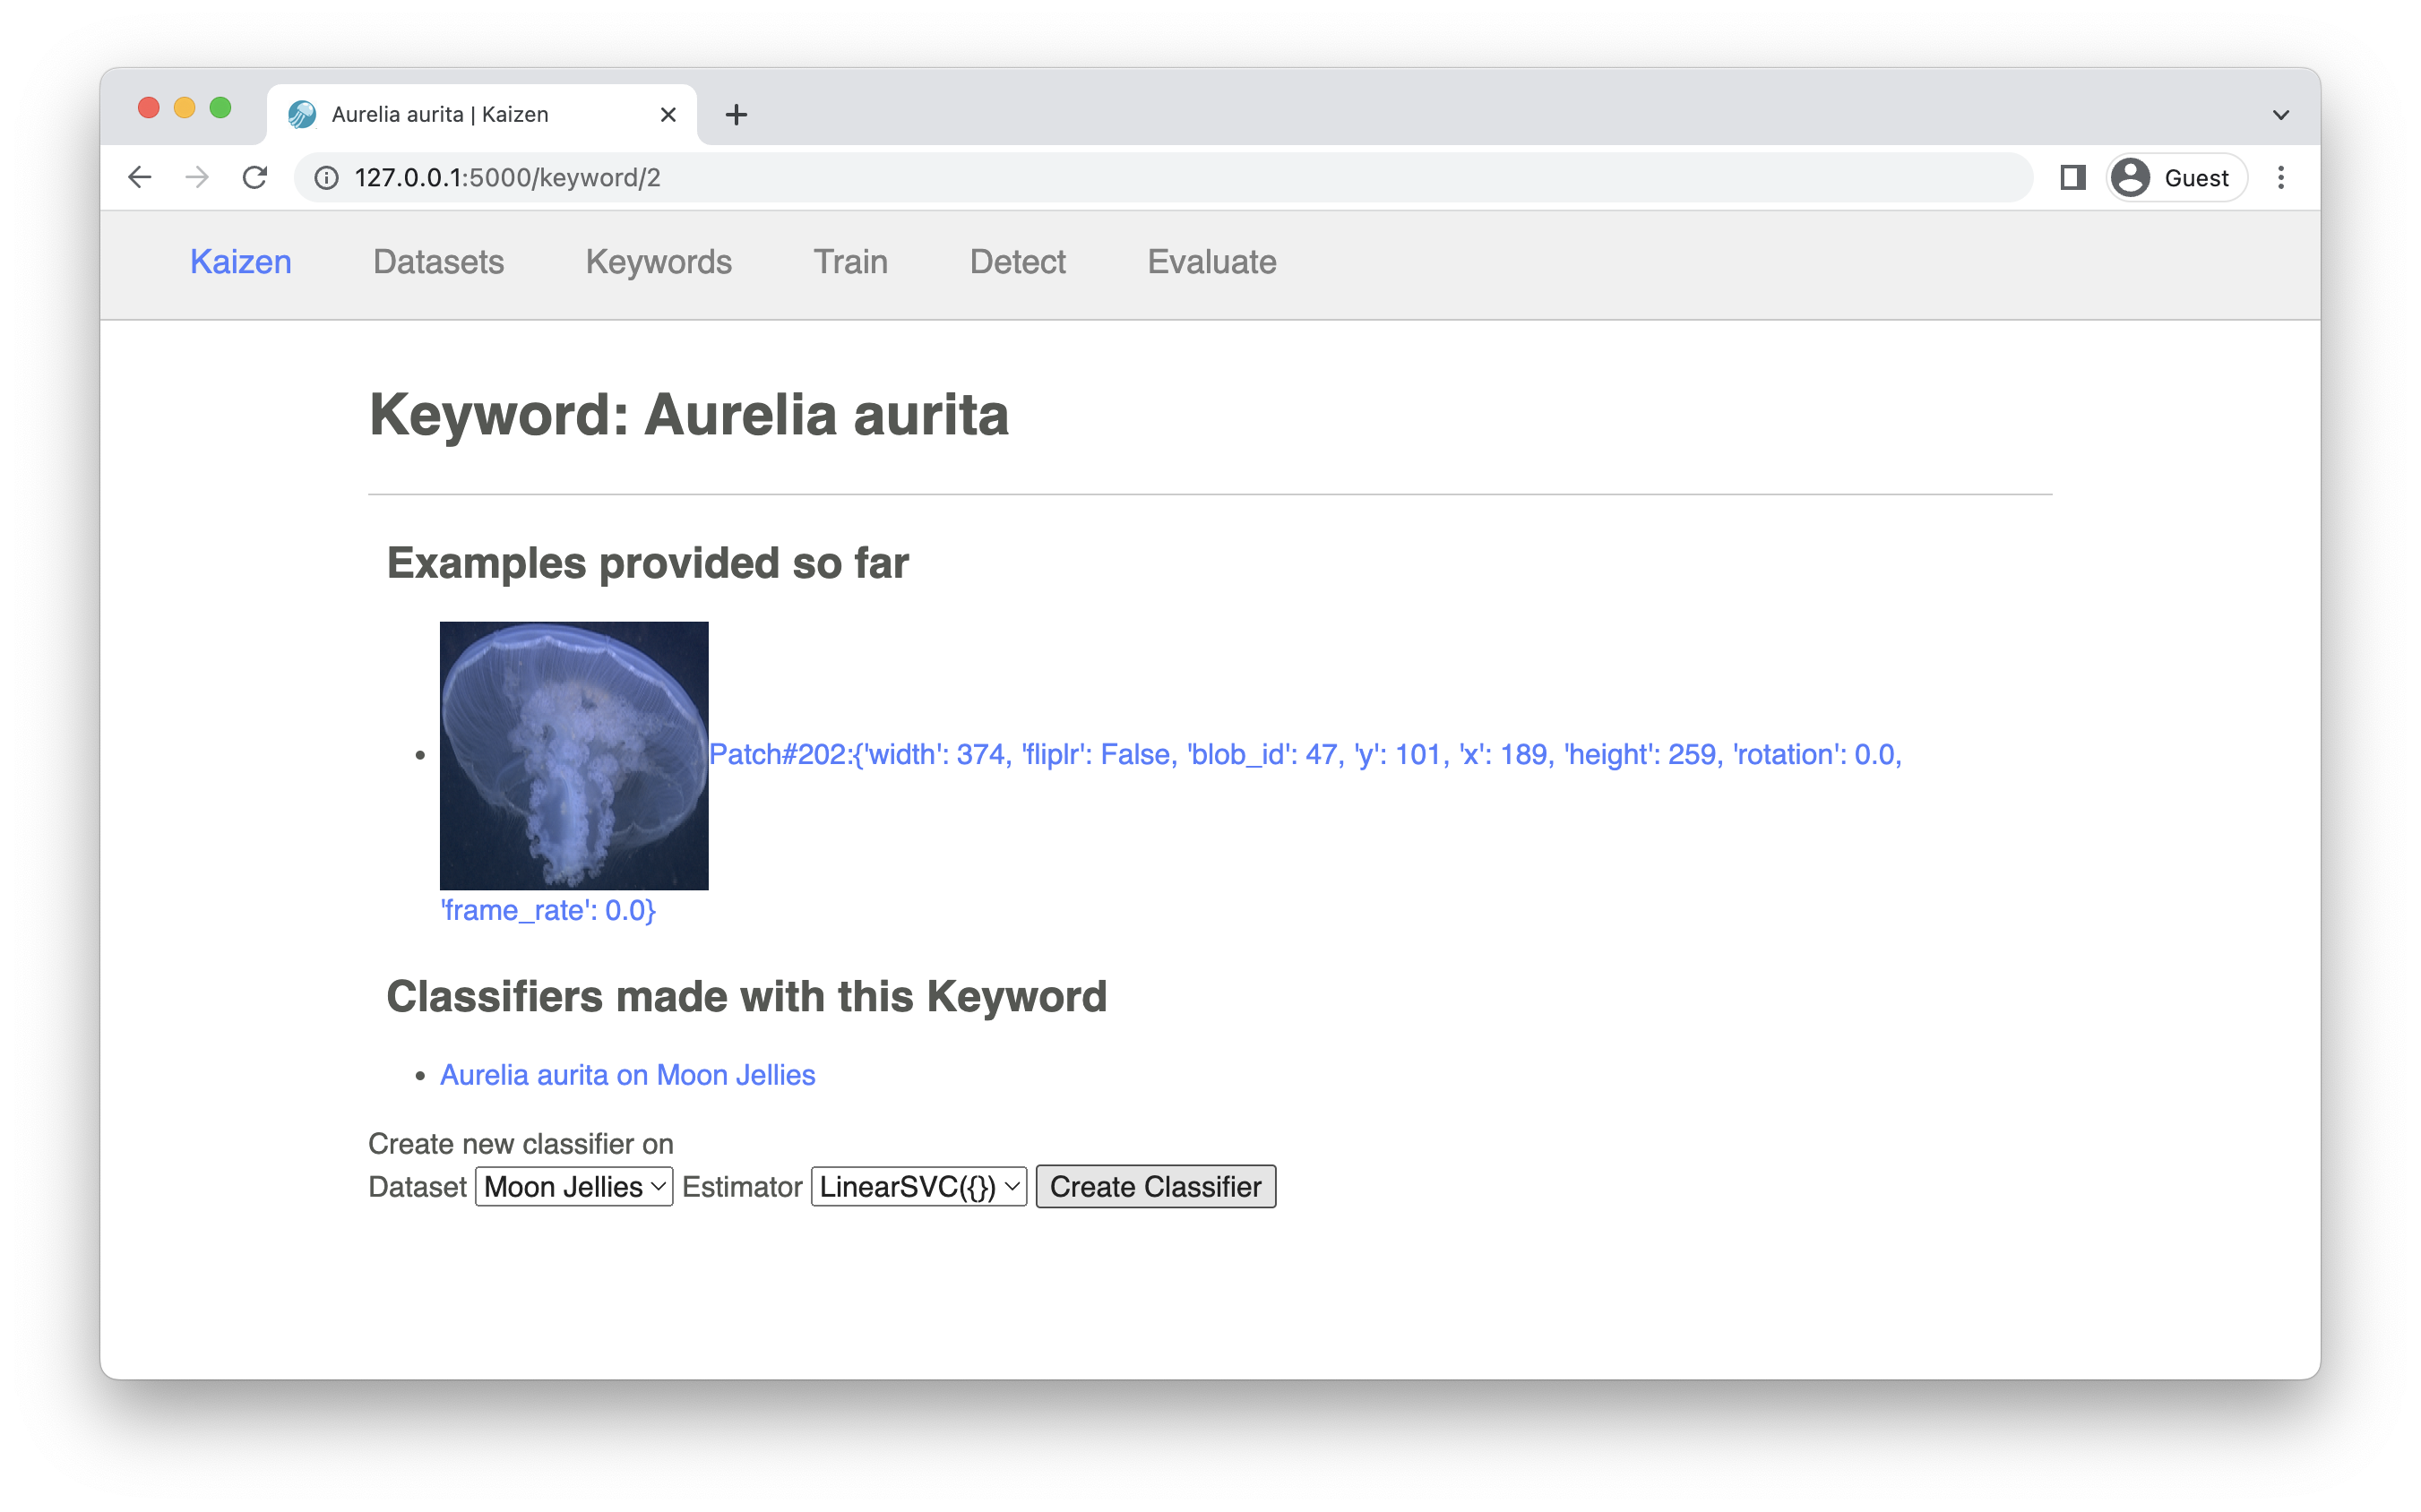 Aurelia aurita | Kaizen
127.0.0.1:5000/keyword/2
Guest
Kaizen Datasets Keywords Train Detect Evaluate
Keyword: Aurelia aurita
Examples provided so far
Patch#202:{'width': 374, 'fliplr': False, 'blob_id': 47, 'y': 101, 'x': 189, 'height': 259, 'rotation': 0.0,
'frame_rate': 0.0}
Classifiers made with this Keyword
Aurelia aurita on Moon Jellies
Create new classifier on
Dataset Moon Jellies Estimator LinearSVC({}) Create Classifier